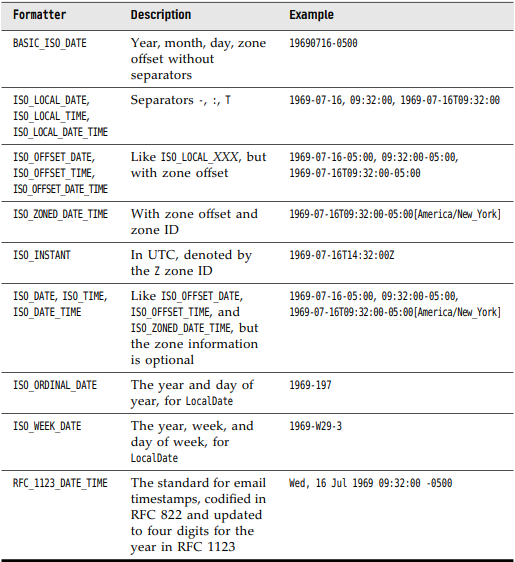 Formatter Description Example
BASIC_ISO_DATE Year, month, day, zone 19690716-0500
offset without
separators
ISO_LOCAL_DATE, Separators -, :, T 1969-07-16, 09:32:00, 1969-07-16T09:32:00
ISO_LOCAL_TIME,
ISO_LOCAL_DATE_TIME
ISO_OFFSET_DATE, Like ISO_LOCAL_XXX, but 1969-07-16-05:00, 09:32:00-05:00,
ISO_OFFSET_TIME, with zone offset 1969-07-16T09:32:00-05:00
ISO_OFFSET_DATE_TIME
ISO_ZONED_DATE_TIME With zone offset and 1969-07-16T09:32:00-05:00[America/New_York]
zone ID
ISO_INSTANT In UTC, denoted by 1969-07-16T14:32:00Z
the Z zone ID
ISO_DATE, ISO_TIME, Like ISO_OFFSET_DATE, 1969-07-16-05:00, 09:32:00-05:00,
ISO_DATE_TIME ISO_OFFSET_TIME, and 1969-07-16T09:32:00-05:00[America/New_York]
ISO_ZONED_DATE_TIME, but
the zone information
is optional
ISO_ORDINAL_DATE The year and day of 1969-197
year, for LocalDate
ISO_WEEK_DATE The year, week, and 1969-W29-3
day of week, for
LocalDate
RFC_1123_DATE_TIME The standard for email Wed, 16 Jul 1969 09:32:00 -0500
timestamps, codified in
RFC 822 and updated
to four digits for the
year in RFC 1123